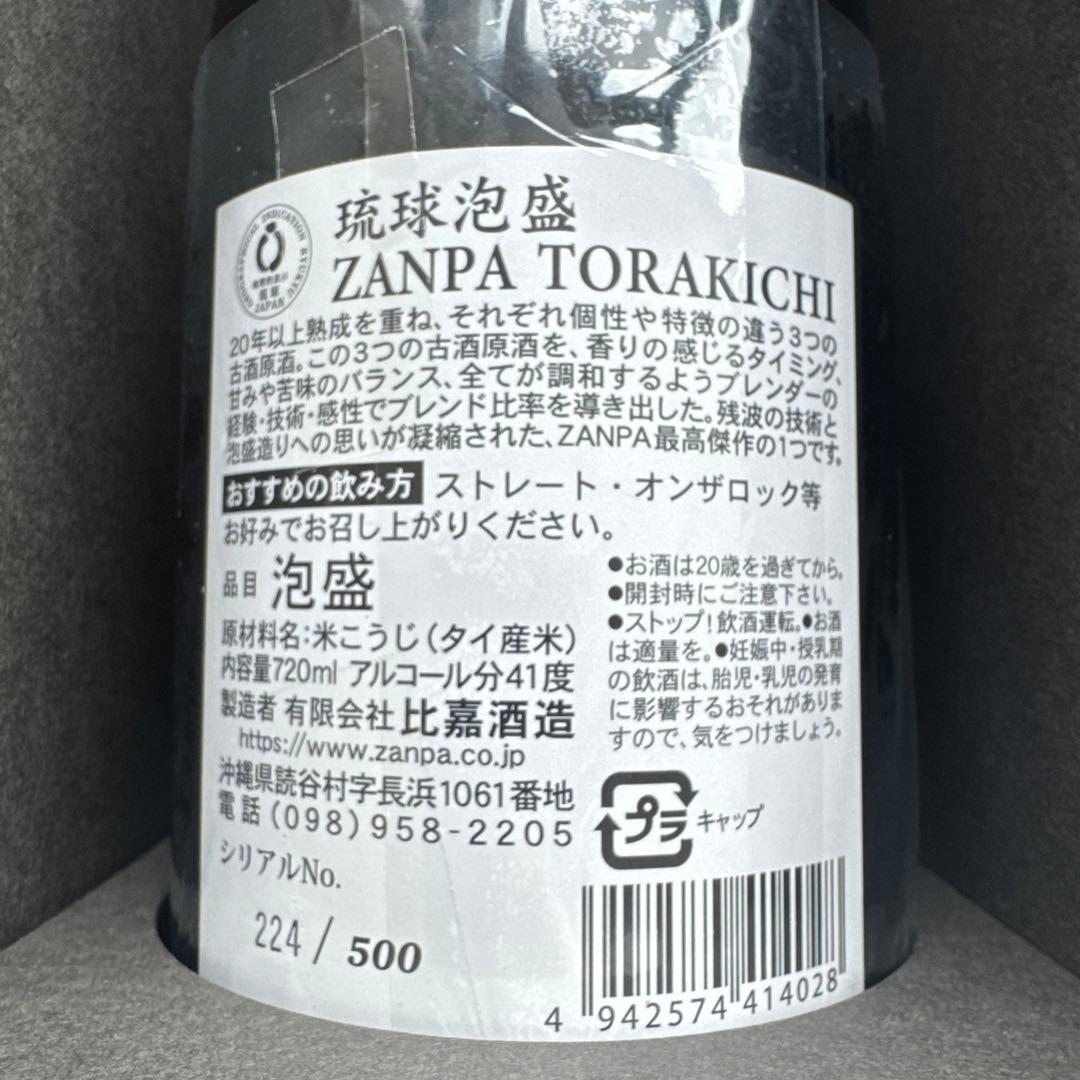 琉球泡盛
ZANPA TORAKICHI
GEOGRAPHICAL INDICATION RYUKYU
地理的表示
琉球
JAPAN
20年以上熟成を重ね、それぞれ個性や特徴の違う3つの
古酒原酒。この3つの古酒原酒を、香りの感じるタイミング、
甘みや苦味のバランス、全てが調和するようブレンダーの
経験・技術・感性でブレンド比率を導き出した。残波の技術と
泡盛造りへの思いが凝縮された、ZANPA最高傑作の1つです。
おすすめの飲み方 ストレート・オンザロック等
お好みでお召し上がりください。
品目 泡盛
原材料名:米こうじ(タイ産米)
内容量720ml アルコール分41度
製造者 有限会社 比嘉酒造
https://www.zanpa.co.jp
沖縄県読谷村字長浜1061番地
電話(098)958-2205
シリアルNo.
224 / 500
●お酒は20歳を過ぎてから。
●開封時にご注意下さい。
●ストップ!飲酒運転。●お酒
は適量を。●妊娠中・授乳期
の飲酒は、胎児・乳児の発育
に影響するおそれがありま
すので、気をつけましょう。
プラ キャップ
4 942574 414028